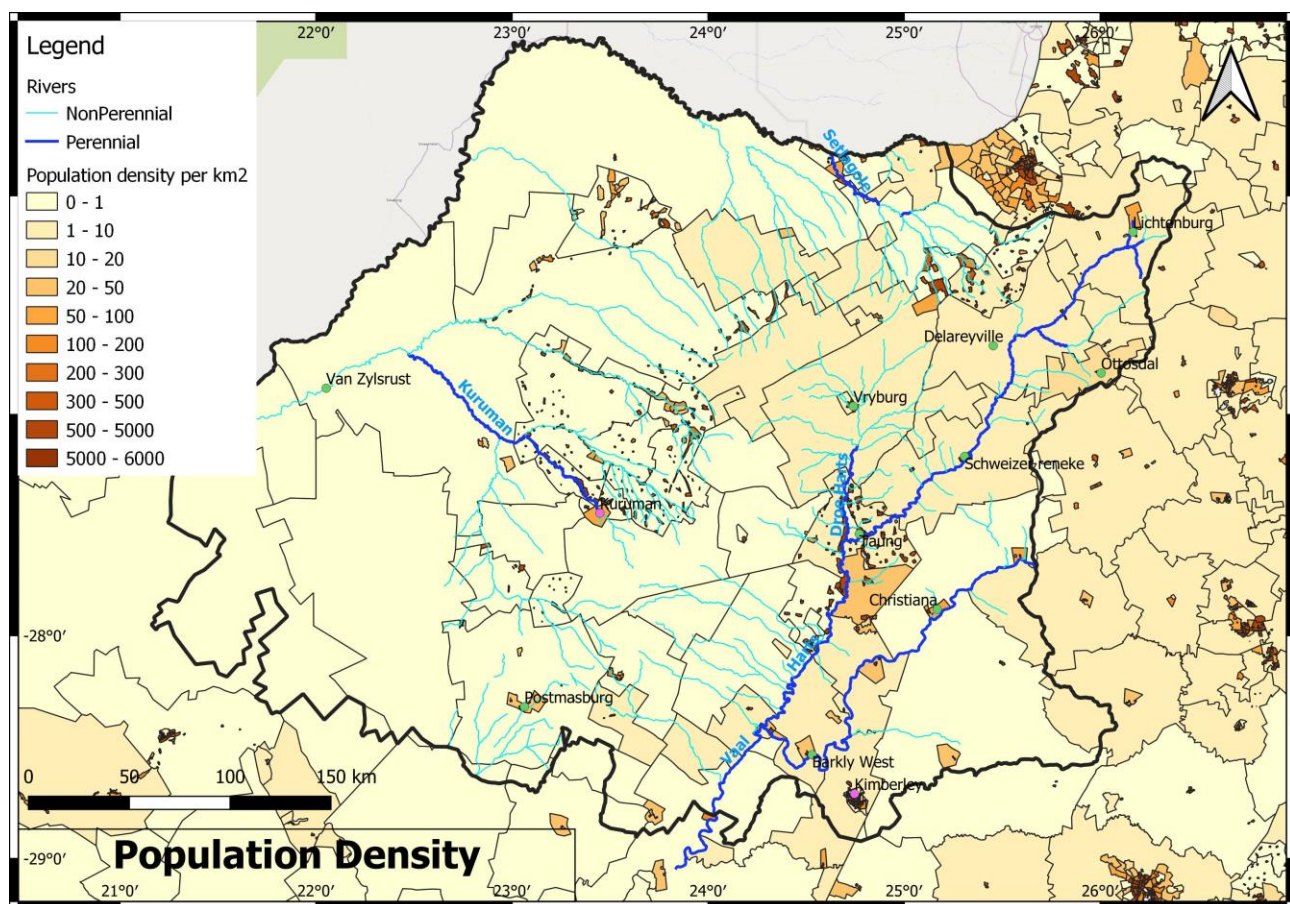 22°0' 23°0' 24°0' 25°0' 26°0'
Legend
Rivers
NonPerennial
Perennial
Population density per km2
0 - 1
1 - 10
10 - 20
20 - 50
50 - 100
100 - 200
200 - 300
300 - 500
500 - 5000
5000 - 6000
Setlagole
Lichtenburg
Delareyville
Ottosdal
Van Zylsrust
Kuruman
Vryburg
Schweizer-reneke
Droe Harts
Kuruman
Taung
Christiana
-28°0'
Harts
Postmasburg
Vaal
Barkly West
Kimberley
0 50 100 150 km
Population Density
-29°0'
21°0' 22°0' 23°0' 24°0' 25°0' 26°0'